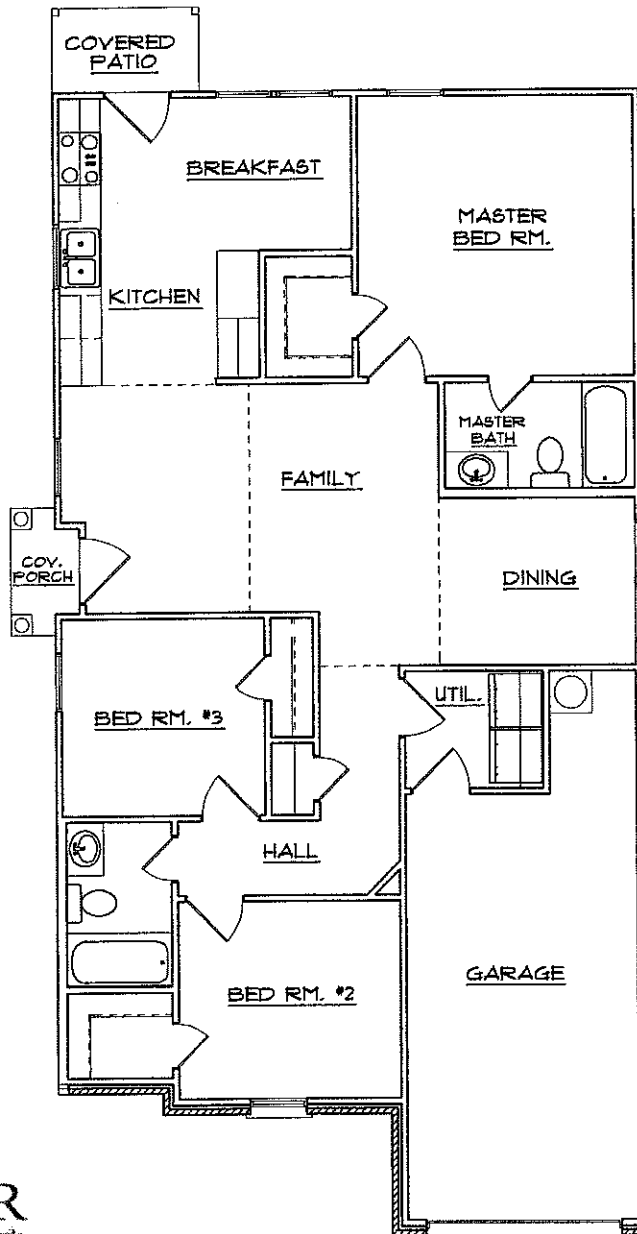 COVERED
PATIO
BREAKFAST
MASTER
BED RM.
KITCHEN
MASTER
BATH
FAMILY
COV.
PORCH
DINING
UTIL.
BED RM. #3
HALL
BED RM. #2
GARAGE
R